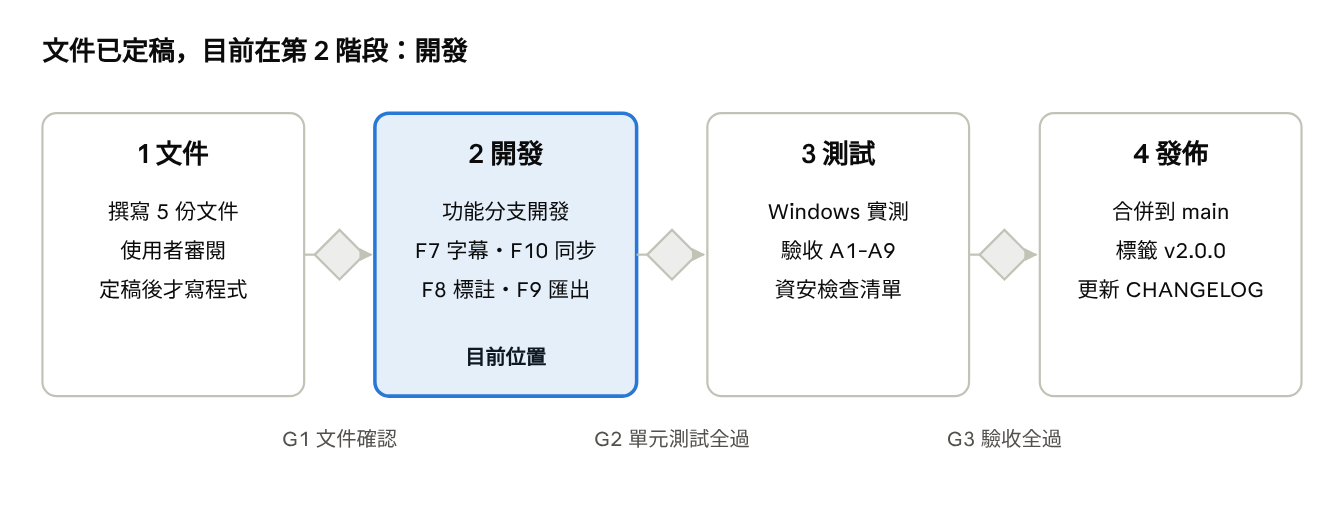 文件已定稿，目前在第 2 階段：開發
1 文件
撰寫 5 份文件
使用者審閱
定稿後才寫程式
2 開發
功能分支開發
F7 字幕・F10 同步
F8 標註・F9 匯出
目前位置
3 測試
Windows 實測
驗收 A1–A9
資安檢查清單
4 發佈
合併到 main
標籤 v2.0.0
更新 CHANGELOG
G1 文件確認
G2 單元測試全過
G3 驗收全過